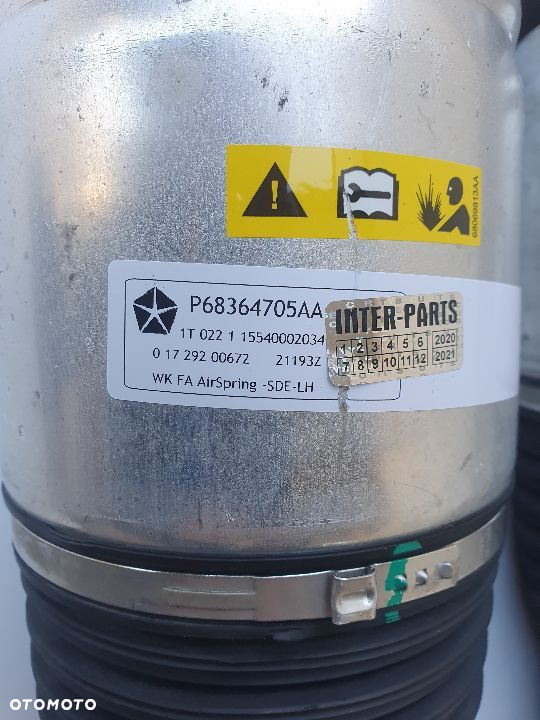 68069813AA
P68364705AA
INTER-PARTS
1T 022 1 15540002034
1 2 3 4 5 6 2020
7 8 9 10 11 12 2021
0 17 292 00672 21193Z
WK FA AirSpring -SDE-LH
OTOMOTO